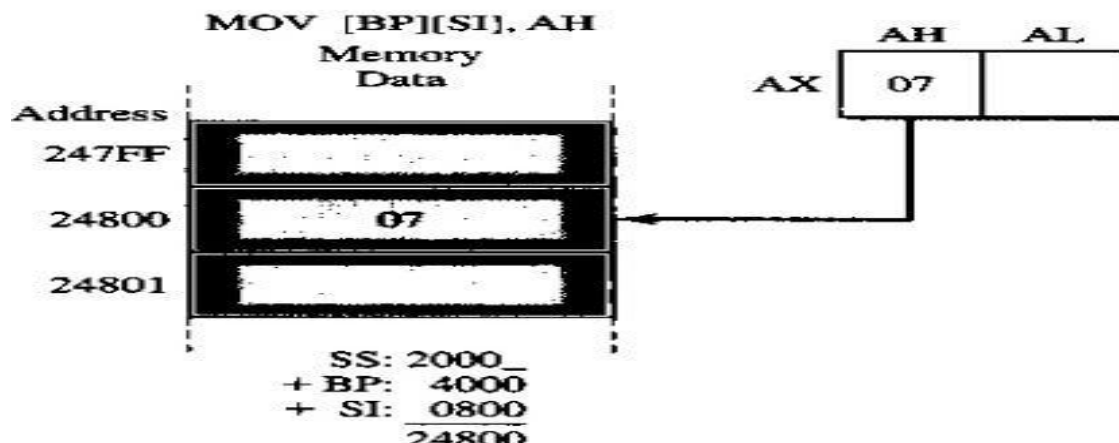 MOV [BP][SI], AH
Memory
Data
Address
247FF
24800 07
24801
AH AL
AX 07
SS: 2000_
+ BP: 4000
+ SI: 0800
24800